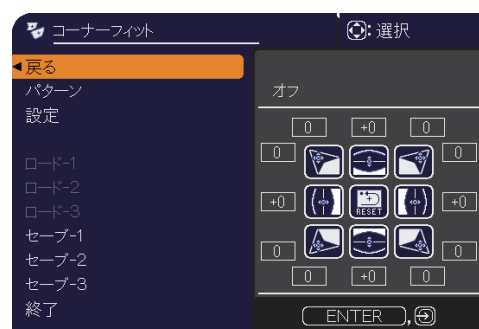 コーナーフィット
: 選択
戻る
パターン
オフ
設定
ロード-1
ロード-2
ロード-3
セーブ-1
セーブ-2
セーブ-3
終了
0 +0 0
0 0
+0 RESET +0
0 0
0 +0 0
ENTER ,